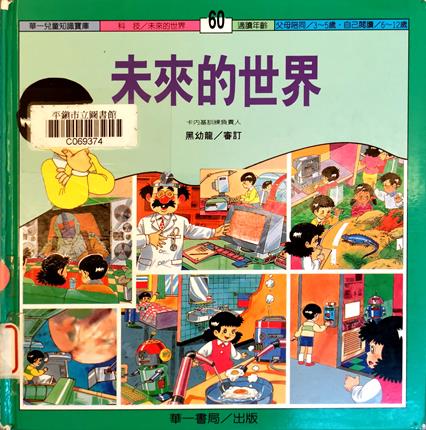 華一兒童知識寶庫
科 技／未來的世界
60
適讀年齡
父母陪同／3～5歲・自己閱讀／6～12歲
未來的世界
平鎮市立圖書館
C069374
卡內基訓練負責人
黑幼龍／審訂
華一書局／出版